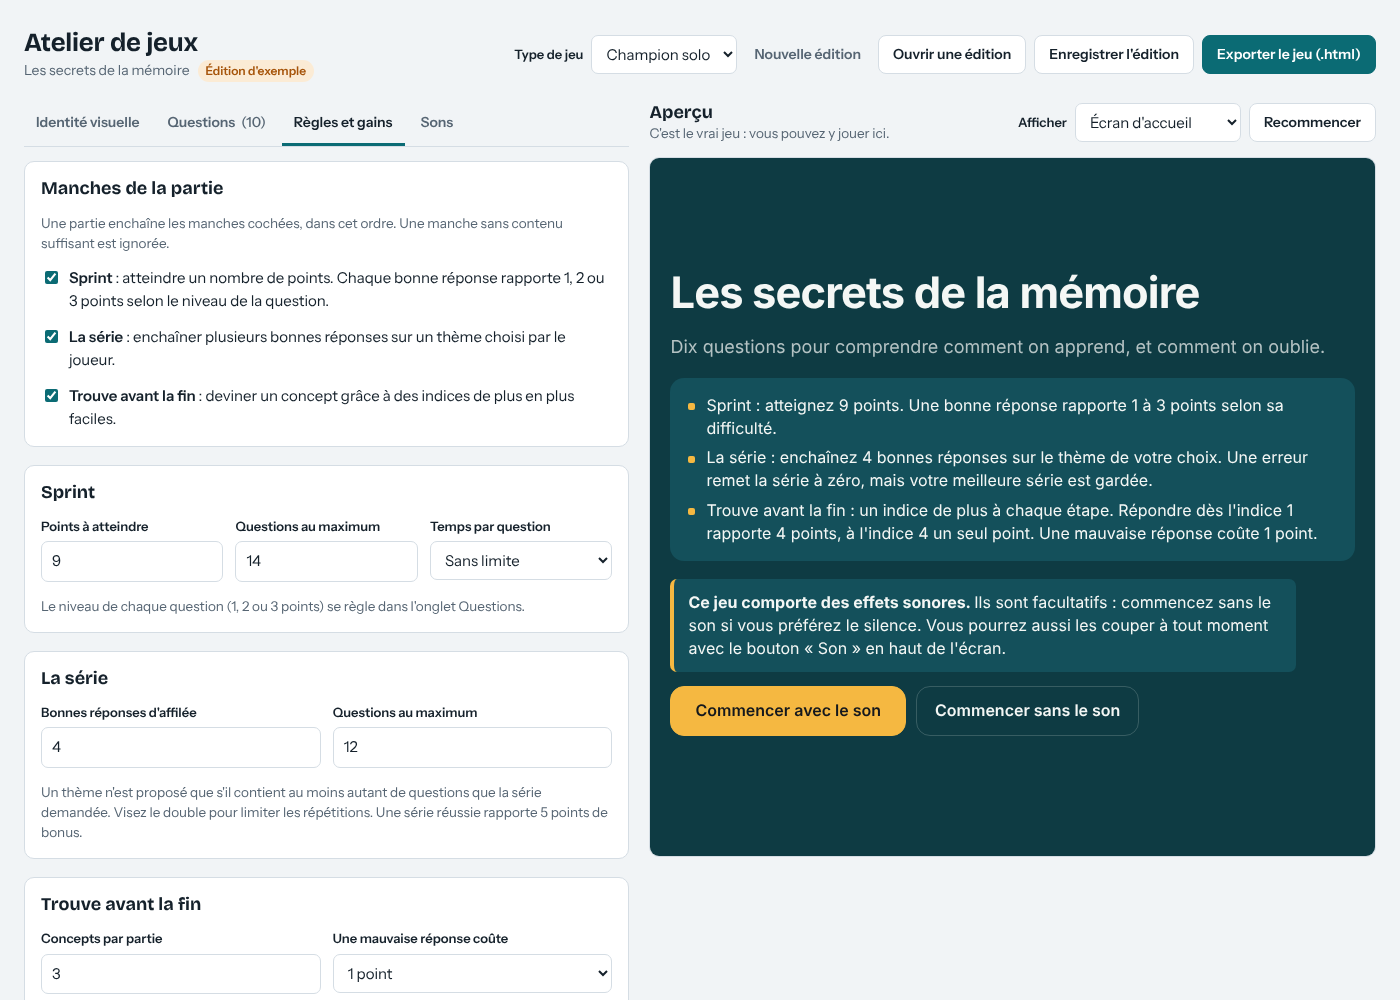 Atelier de jeux
Les secrets de la mémoire Édition d'exemple
Type de jeu Champion solo Nouvelle édition Ouvrir une édition Enregistrer l'édition Exporter le jeu (.html)
Identité visuelle Questions (10) Règles et gains Sons
Manches de la partie
Une partie enchaîne les manches cochées, dans cet ordre. Une manche sans contenu
suffisant est ignorée.
Sprint : atteindre un nombre de points. Chaque bonne réponse rapporte 1, 2 ou
3 points selon le niveau de la question.
La série : enchaîner plusieurs bonnes réponses sur un thème choisi par le
joueur.
Trouve avant la fin : deviner un concept grâce à des indices de plus en plus
faciles.
Sprint
Points à atteindre Questions au maximum Temps par question
9 14 Sans limite
Le niveau de chaque question (1, 2 ou 3 points) se règle dans l'onglet Questions.
La série
Bonnes réponses d'affilée Questions au maximum
4 12
Un thème n'est proposé que s'il contient au moins autant de questions que la série
demandée. Visez le double pour limiter les répétitions. Une série réussie rapporte 5 points de
bonus.
Trouve avant la fin
Concepts par partie Une mauvaise réponse coûte
3 1 point
Aperçu
C'est le vrai jeu : vous pouvez y jouer ici.
Afficher Écran d'accueil Recommencer
Les secrets de la mémoire
Dix questions pour comprendre comment on apprend, et comment on oublie.
Sprint : atteignez 9 points. Une bonne réponse rapporte 1 à 3 points selon sa
difficulté.
La série : enchaînez 4 bonnes réponses sur le thème de votre choix. Une erreur
remet la série à zéro, mais votre meilleure série est gardée.
Trouve avant la fin : un indice de plus à chaque étape. Répondre dès l'indice 1
rapporte 4 points, à l'indice 4 un seul point. Une mauvaise réponse coûte 1 point.
Ce jeu comporte des effets sonores. Ils sont facultatifs : commencez sans le
son si vous préférez le silence. Vous pourrez aussi les couper à tout moment
avec le bouton « Son » en haut de l'écran.
Commencer avec le son Commencer sans le son